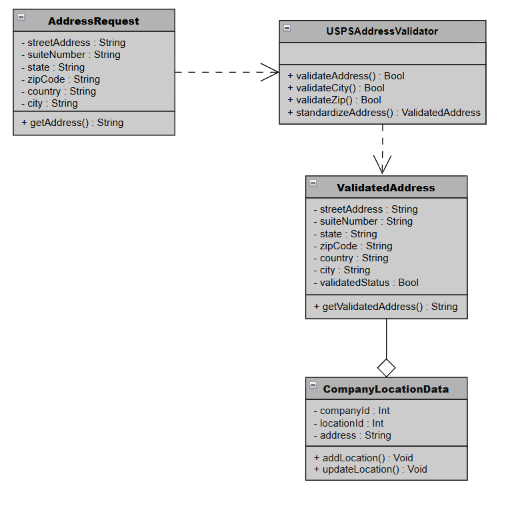 AddressRequest
- streetAddress : String
- suiteNumber : String
- state : String
- zipCode : String
- country : String
- city : String
+ getAddress() : String
USPSAddressValidator
+ validateAddress() : Bool
+ validateCity() : Bool
+ validateZip() : Bool
+ standardizeAddress() : ValidatedAddress
ValidatedAddress
- streetAddress : String
- suiteNumber : String
- state : String
- zipCode : String
- country : String
- city : String
- validatedStatus : Bool
+ getValidatedAddress() : String
CompanyLocationData
- companyId : Int
- locationId : Int
- address : String
+ addLocation() : Void
+ updateLocation() : Void